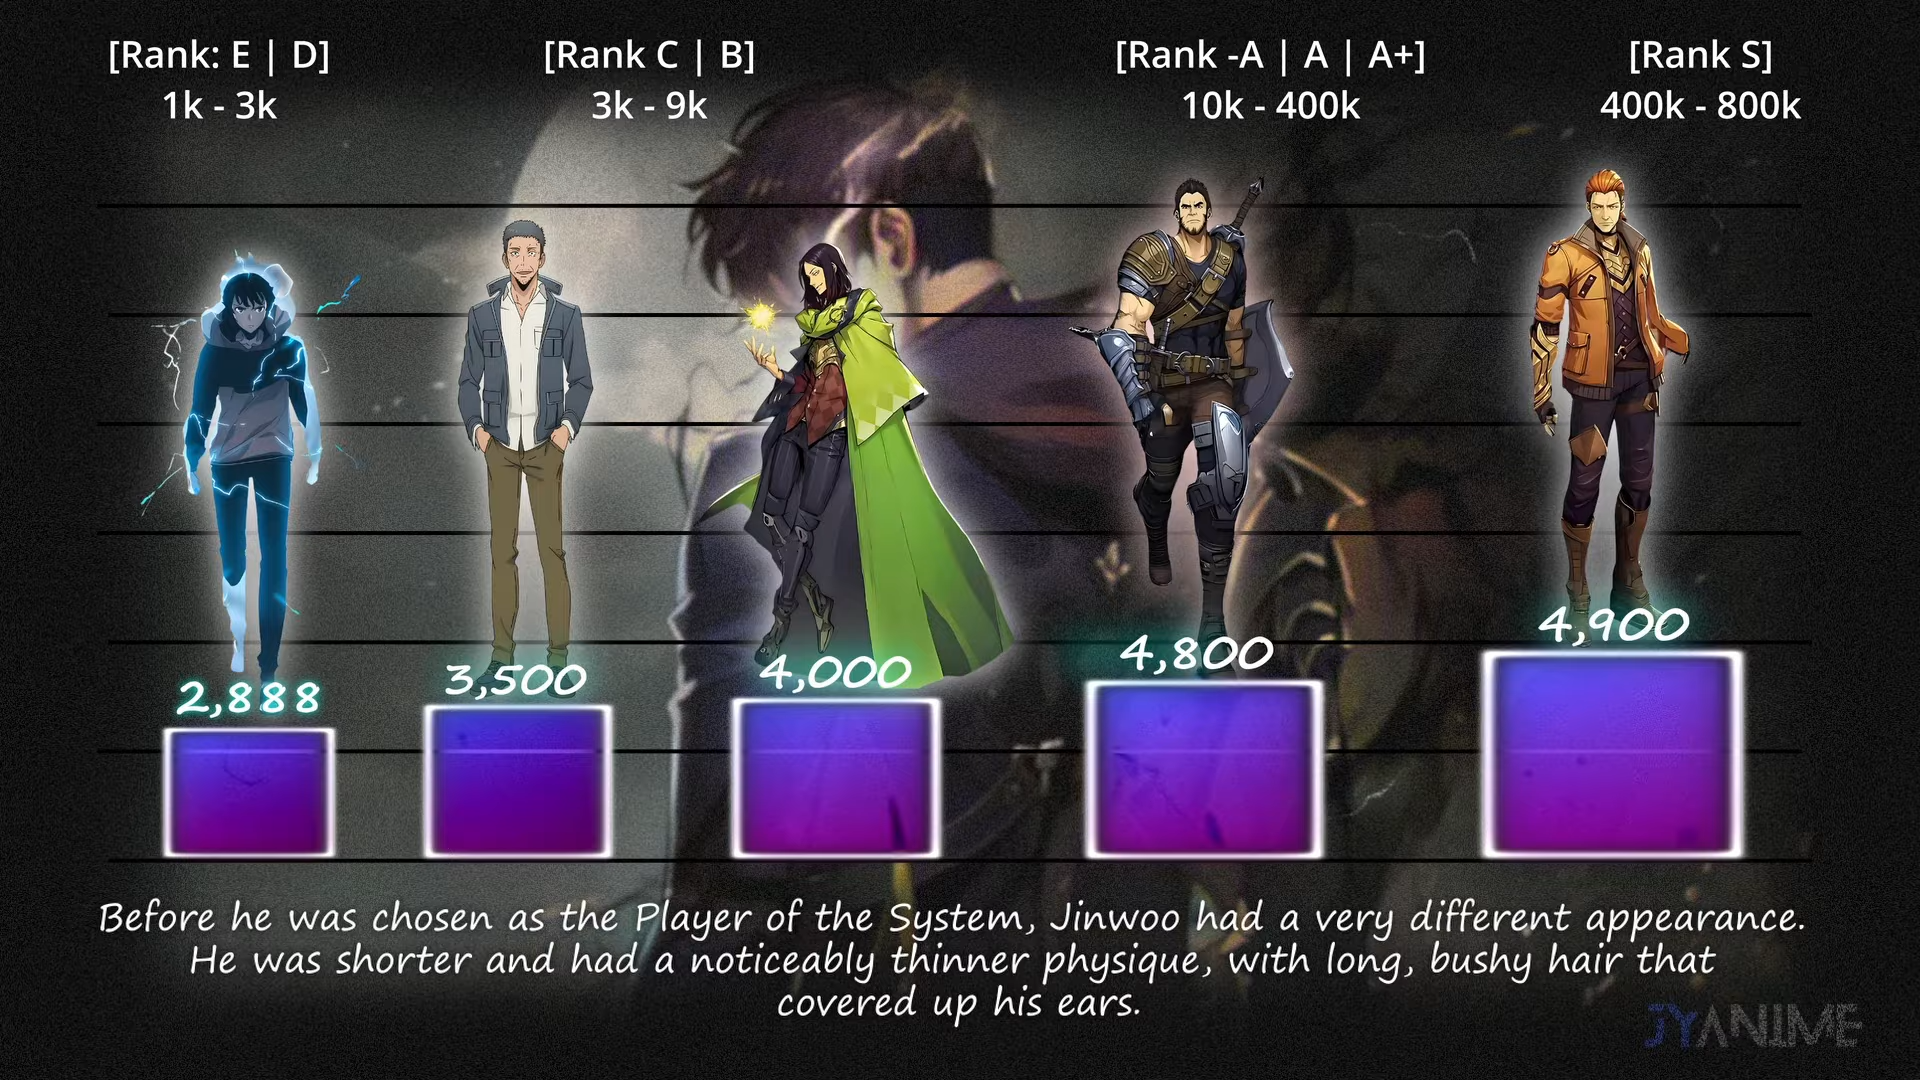 [Rank: E | D]
1k - 3k
[Rank C | B]
3k - 9k
[Rank -A | A | A+]
10k - 400k
[Rank S]
400k - 800k
2,888
3,500
4,000
4,800
4,900
Before he was chosen as the Player of the System, Jinwoo had a very different appearance.
He was shorter and had a noticeably thinner physique, with long, bushy hair that
covered up his ears.
JYANIME